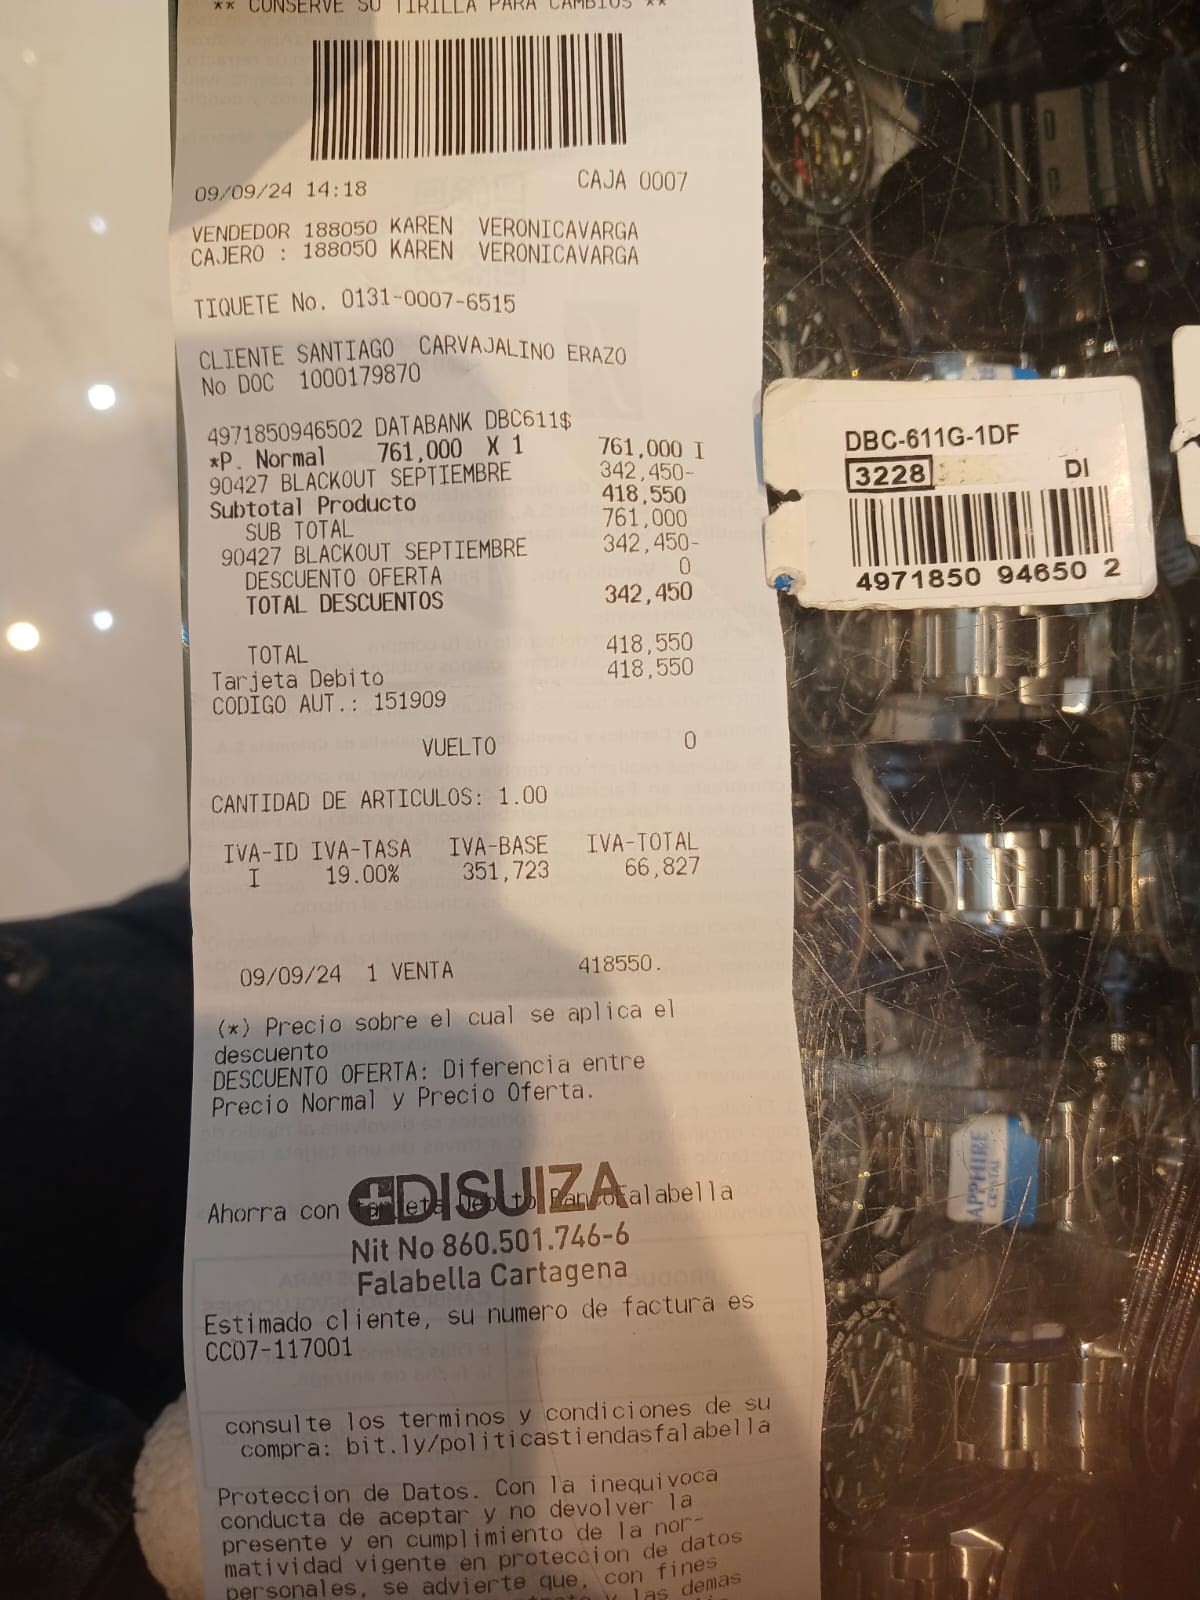 ** CONSERVE SU TIRILLA PARA CAMBIOS **
09/09/24 14:18 CAJA 0007
VENDEDOR 188050 KAREN VERONICAVARGA
CAJERO : 188050 KAREN VERONICAVARGA
TIQUETE No. 0131-0007-6515
CLIENTE SANTIAGO CARVAJALINO ERAZO
No DOC 1000179870
4971850946502 DATABANK DBC611$
*P. Normal 761,000 X 1 761,000 I
90427 BLACKOUT SEPTIEMBRE 342,450-
Subtotal Producto 418,550
SUB TOTAL 761,000
90427 BLACKOUT SEPTIEMBRE 342,450-
DESCUENTO OFERTA 0
TOTAL DESCUENTOS 342,450
TOTAL 418,550
Tarjeta Debito 418,550
CODIGO AUT.: 151909
VUELTO 0
CANTIDAD DE ARTICULOS: 1.00
IVA-ID IVA-TASA IVA-BASE IVA-TOTAL
I 19.00% 351,723 66,827
09/09/24 1 VENTA 418550.
(*) Precio sobre el cual se aplica el
descuento
DESCUENTO OFERTA: Diferencia entre
Precio Normal y Precio Oferta.
DISUIZA
Ahorra con Tarjeta Debito BancoFalabella
Nit No 860.501.746-6
Falabella Cartagena
Estimado cliente, su numero de factura es
CC07-117001
consulte los terminos y condiciones de su
compra: bit.ly/politicastiendasfalabella
Proteccion de Datos. Con la inequivoca
conducta de aceptar y no devolver la
presente y en cumplimiento de la nor-
matividad vigente en proteccion de datos
personales, se advierte que, con fines
y las demas
DBC-611G-1DF
3228 DI
4971850 94650 2
SAPPHIRE
CRYSTAL